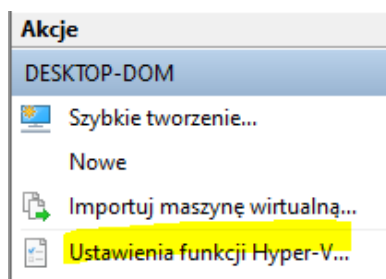 Akcje
DESKTOP-DOM
Szybkie tworzenie...
Nowe
Importuj maszynę wirtualną...
Ustawienia funkcji Hyper-V...